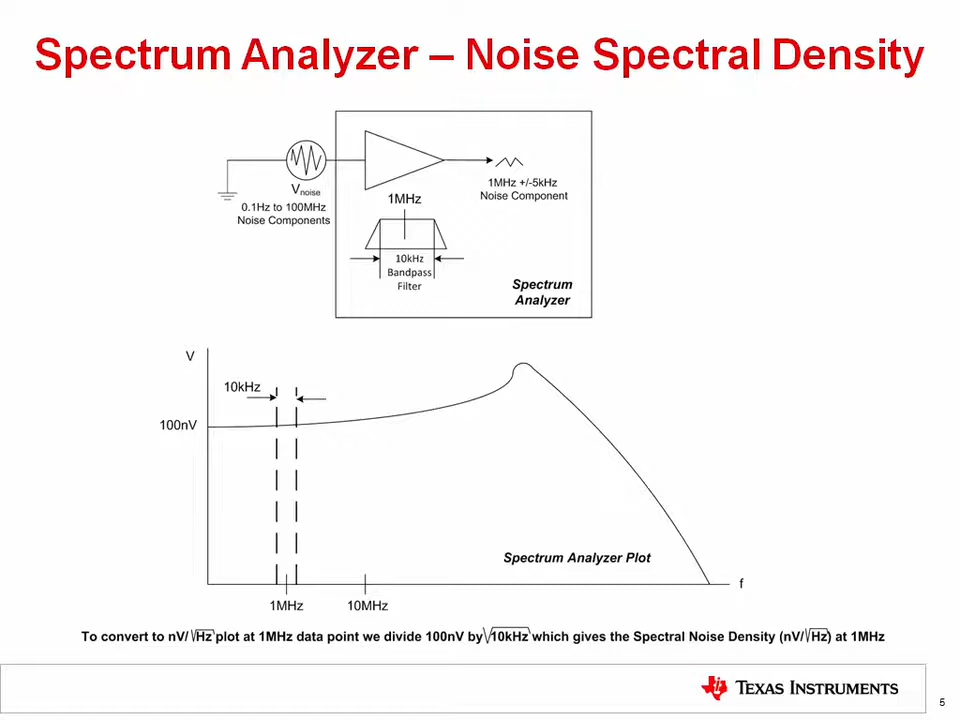 Spectrum Analyzer – Noise Spectral Density
Vnoise
0.1Hz to 100MHz
Noise Components
1MHz +/-5kHz
Noise Component
1MHz
10kHz
Bandpass
Filter
Spectrum
Analyzer
V
10kHz
100nV
Spectrum Analyzer Plot
f
1MHz
10MHz
To convert to nV/√Hz plot at 1MHz data point we divide 100nV by √10kHz which gives the Spectral Noise Density (nV/√Hz) at 1MHz
TEXAS INSTRUMENTS
5